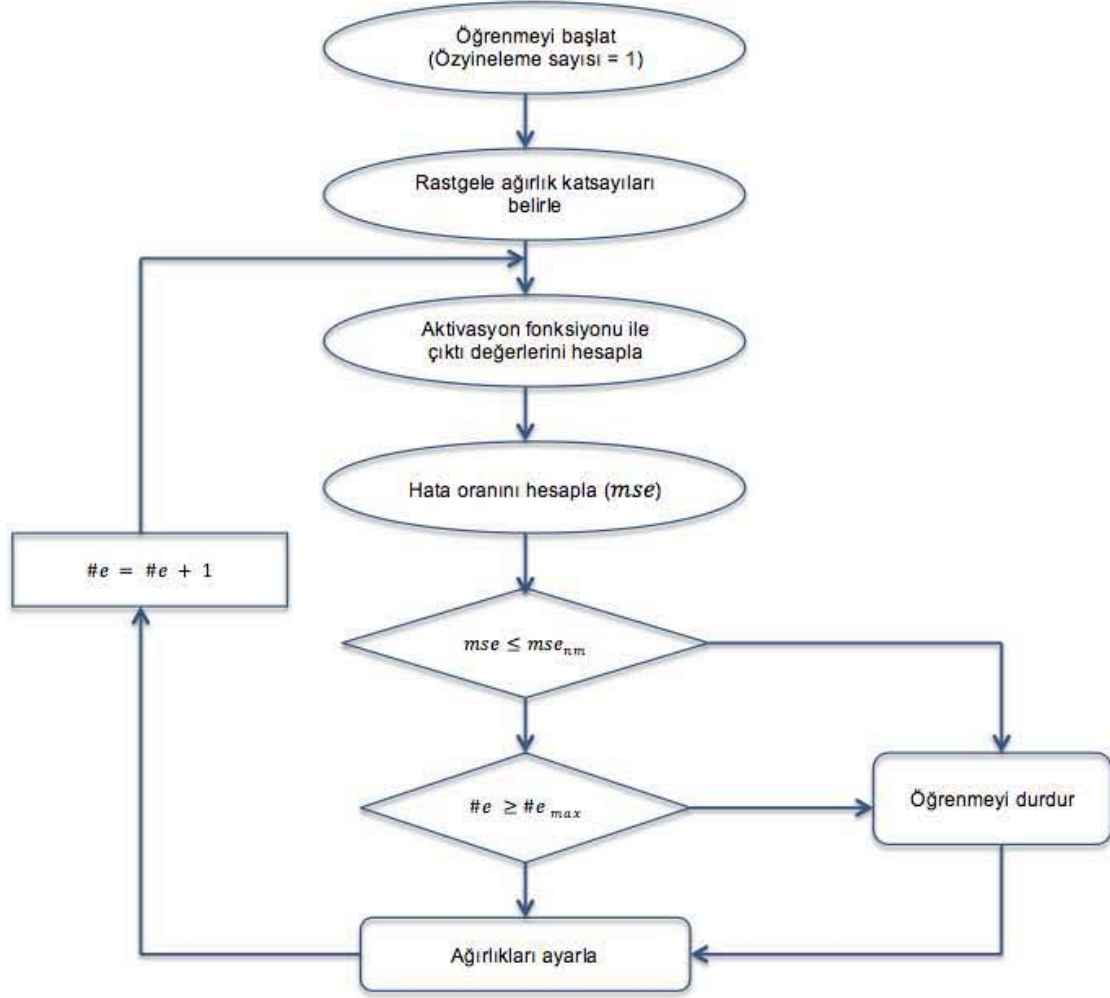 Öğrenmeyi başlat
(Özyineleme sayısı = 1)
Rastgele ağırlık katsayıları
belirle
Aktivasyon fonksiyonu ile
çıktı değerlerini hesapla
Hata oranını hesapla (mse)
#e = #e + 1
mse ≤ mse_nm
#e ≥ #e_max
Öğrenmeyi durdur
Ağırlıkları ayarla